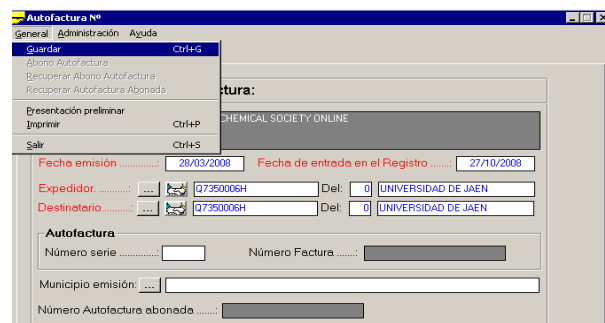 Autofactura Nº
General Administración Ayuda
Guardar Ctrl+G
Abono Autofactura
Recuperar Abono Autofactura
Recuperar Autofactura Abonada
Presentación preliminar
Imprimir Ctrl+P
Salir Ctrl+S
ctura:
CHEMICAL SOCIETY ONLINE
Fecha emisión .............: 28/03/2008 Fecha de entrada en el Registro ......: 27/10/2008
Expedidor. ..........: ... Q7350006H Del: 0 UNIVERSIDAD DE JAEN
Destinatario..........: ... Q7350006H Del: 0 UNIVERSIDAD DE JAEN
Autofactura
Número serie ..............: Número Factura ......:
Municipio emisión: ...
Número Autofactura abonada ......: